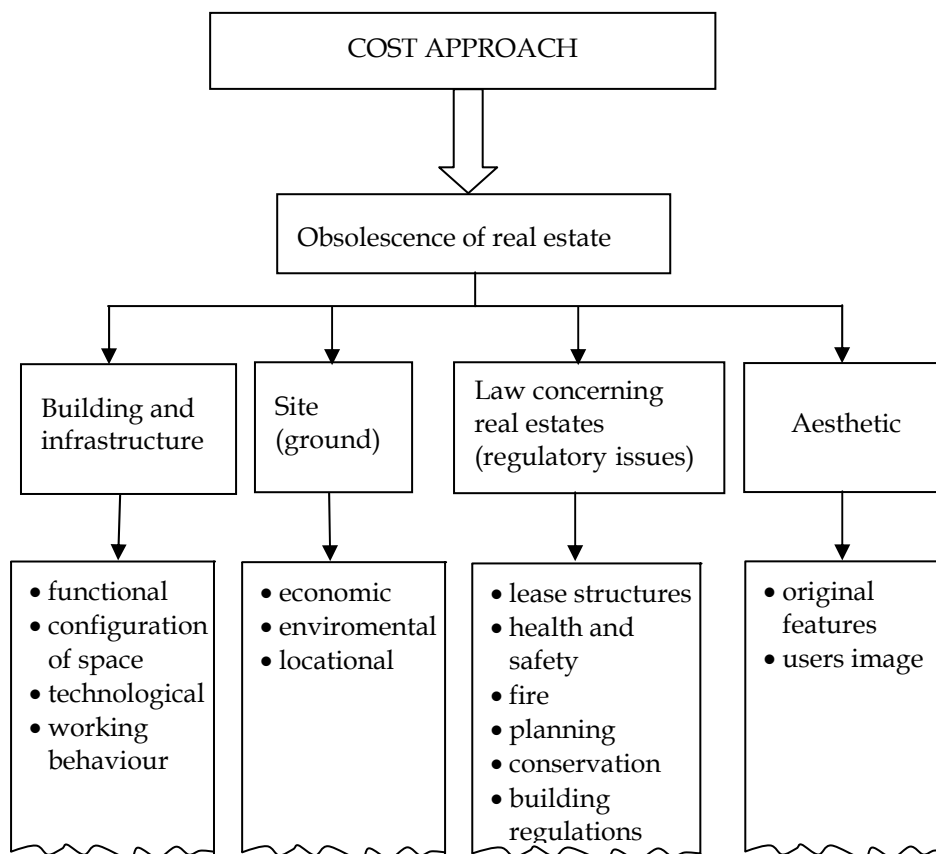 COST APPROACH
Obsolescence of real estate
Building and
infrastructure
Site
(ground)
Law concerning
real estates
(regulatory issues)
Aesthetic
• functional
• configuration
of space
• technological
• working
behaviour
• economic
• enviromental
• locational
• lease structures
• health and
safety
• fire
• planning
• conservation
• building
regulations
• original
features
• users image